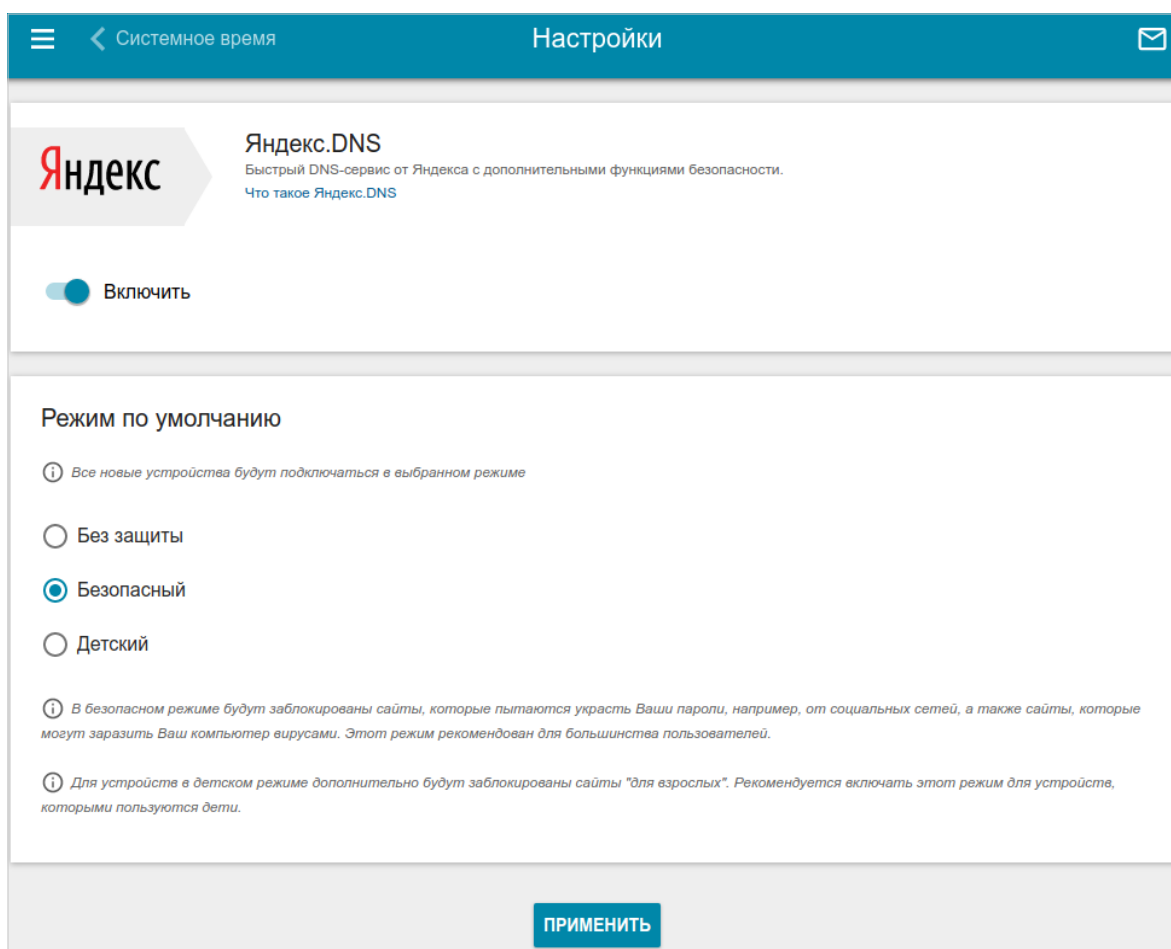 Системное время
Настройки
Яндекс
Яндекс.DNS
Быстрый DNS-сервис от Яндекса с дополнительными функциями безопасности.
Что такое Яндекс.DNS
Включить
Режим по умолчанию
Все новые устройства будут подключаться в выбранном режиме
Без защиты
Безопасный
Детский
В безопасном режиме будут заблокированы сайты, которые пытаются украсть Ваши пароли, например, от социальных сетей, а также сайты, которые
могут заразить Ваш компьютер вирусами. Этот режим рекомендован для большинства пользователей.
Для устройств в детском режиме дополнительно будут заблокированы сайты "для взрослых". Рекомендуется включать этот режим для устройств,
которыми пользуются дети.
ПРИМЕНИТЬ